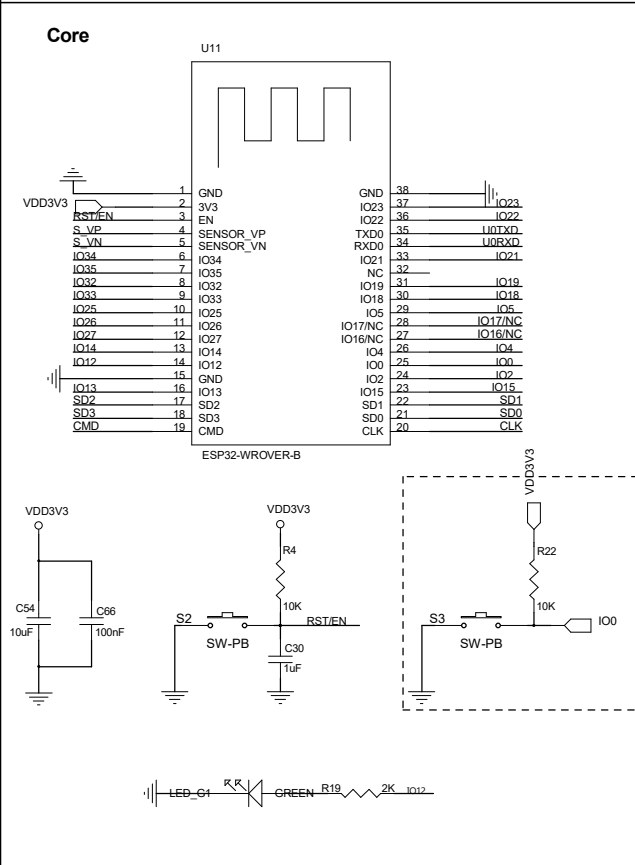 Core
U11
VDD3V3
RST/EN
S_VP
S_VN
IO34
IO35
IO32
IO33
IO25
IO26
IO27
IO14
IO12
IO13
SD2
SD3
CMD
1 GND
2 3V3
3 EN
4 SENSOR_VP
5 SENSOR_VN
6 IO34
7 IO35
8 IO32
9 IO33
10 IO25
11 IO26
12 IO27
13 IO14
14 IO12
15 GND
16 IO13
17 SD2
18 SD3
19 CMD
GND 38
IO23 37 IO23
IO22 36 IO22
TXD0 35 U0TXD
RXD0 34 U0RXD
IO21 33 IO21
NC 32
IO19 31 IO19
IO18 30 IO18
IO5 29 IO5
IO17/NC 28 IO17/NC
IO16/NC 27 IO16/NC
IO4 26 IO4
IO0 25 IO0
IO2 24 IO2
IO15 23 IO15
SD1 22 SD1
SD0 21 SD0
CLK 20 CLK
ESP32-WROVER-B
VDD3V3
C54
10uF
C66
100nF
VDD3V3
R4
10K
S2
SW-PB
RST/EN
C30
1uF
VDD3V3
R22
10K
S3
SW-PB
IO0
LED_G1 GREEN R19 2K IO12